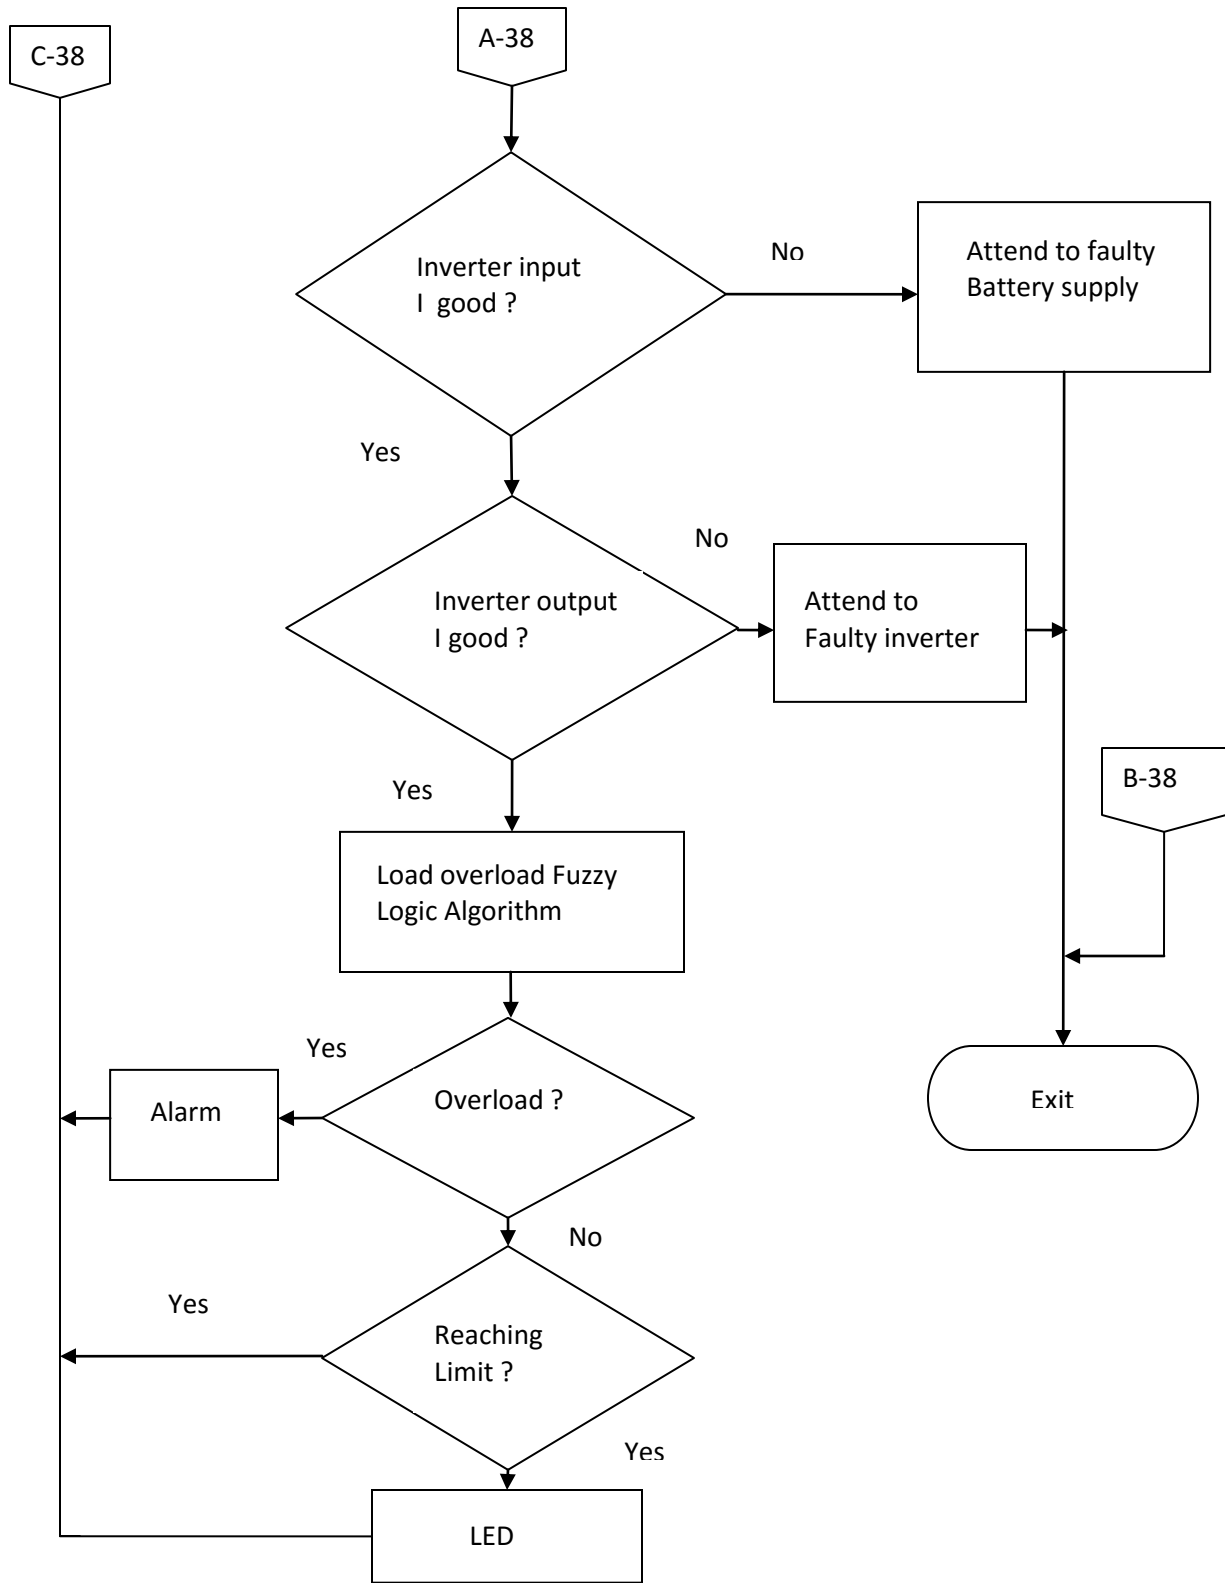 C-38
A-38
Inverter input
I good ?
No
Attend to faulty
Battery supply
Yes
Inverter output
I good ?
No
Attend to
Faulty inverter
Yes
B-38
Load overload Fuzzy
Logic Algorithm
Yes
Overload ?
Alarm
Exit
No
Yes
Reaching
Limit ?
Yes
LED